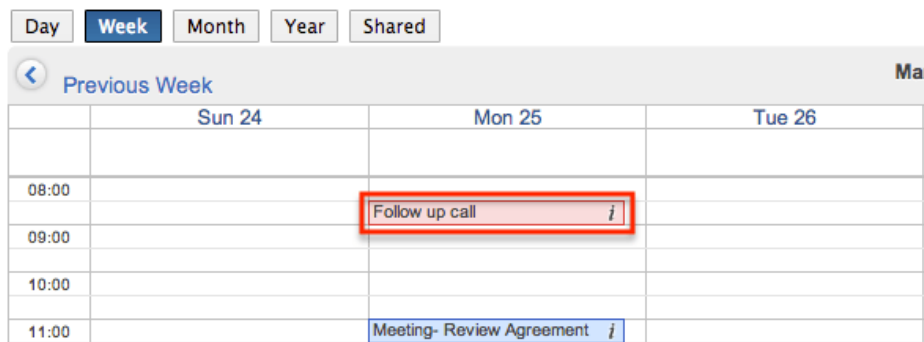 Day Week Month Year Shared
Previous Week Ma
Sun 24 Mon 25 Tue 26
08:00
Follow up call i
09:00
10:00
11:00 Meeting- Review Agreement i